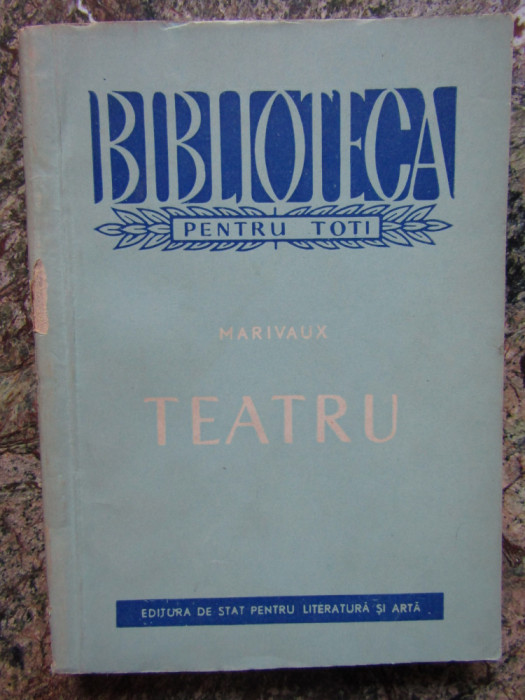 BIBLIOTECA
PENTRU TOTI
MARIVAUX
TEATRU
EDITURA DE STAT PENTRU LITERATURĂ ȘI ARTĂ